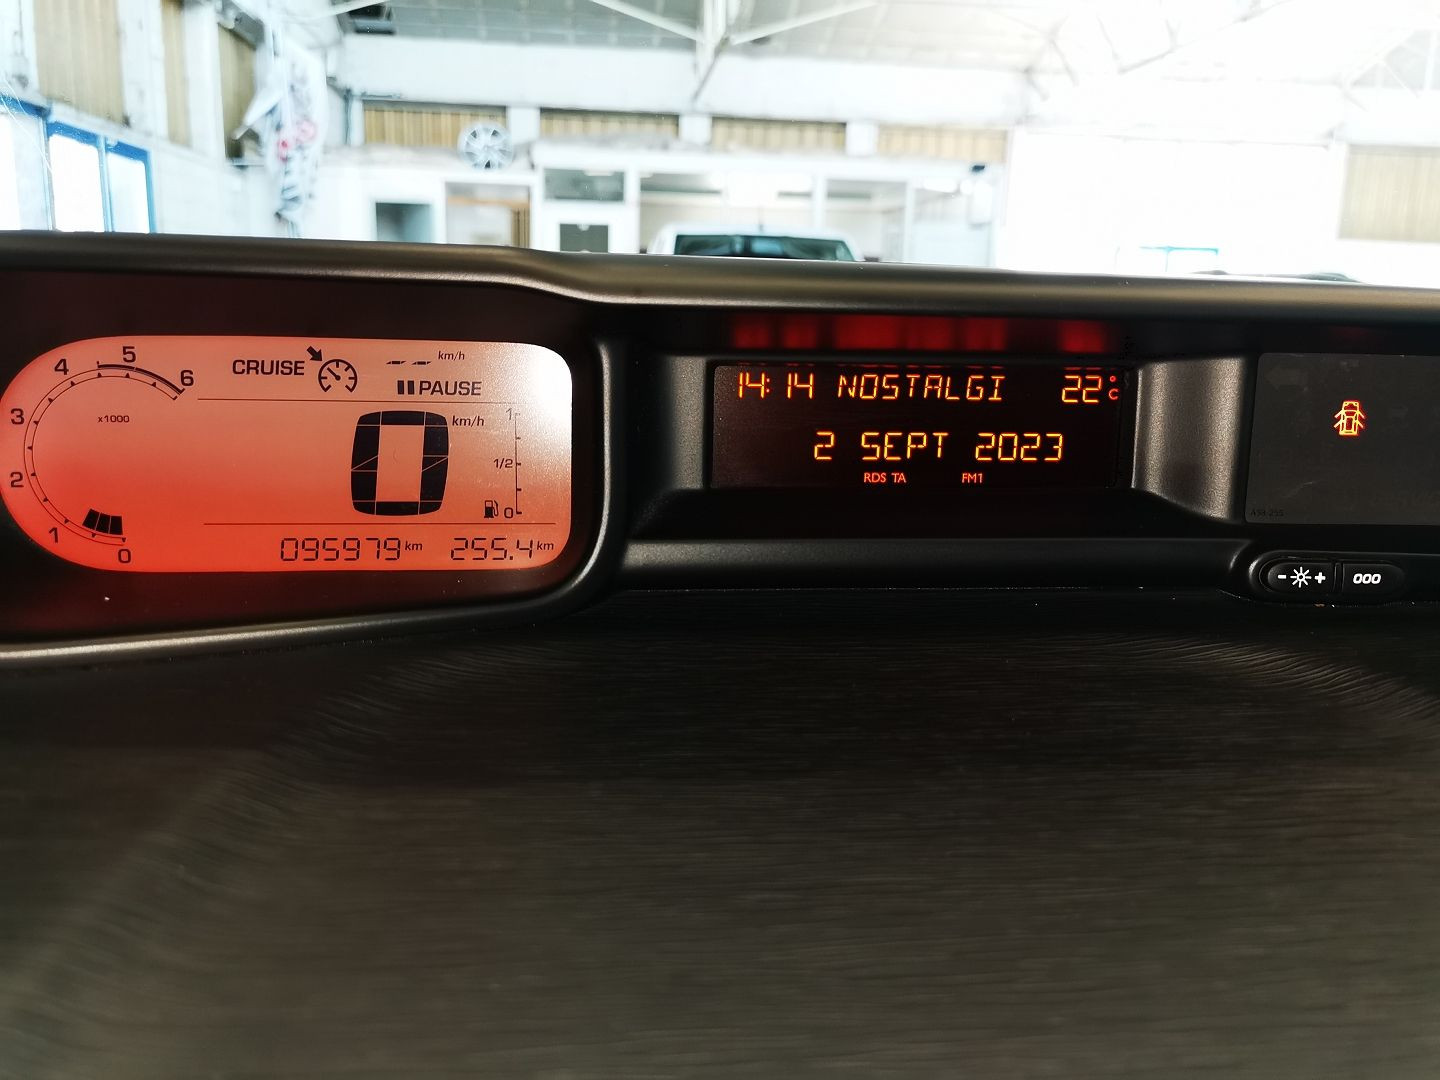 CRUISE -- km/h
PAUSE
4 5 6
3 2 1 0
x1000
0 km/h
1
1/2
0
095979 km 255.4 km
14:14 NOSTALGI 22°C
2 SEPT 2023
RDS TA FM1
- +
000